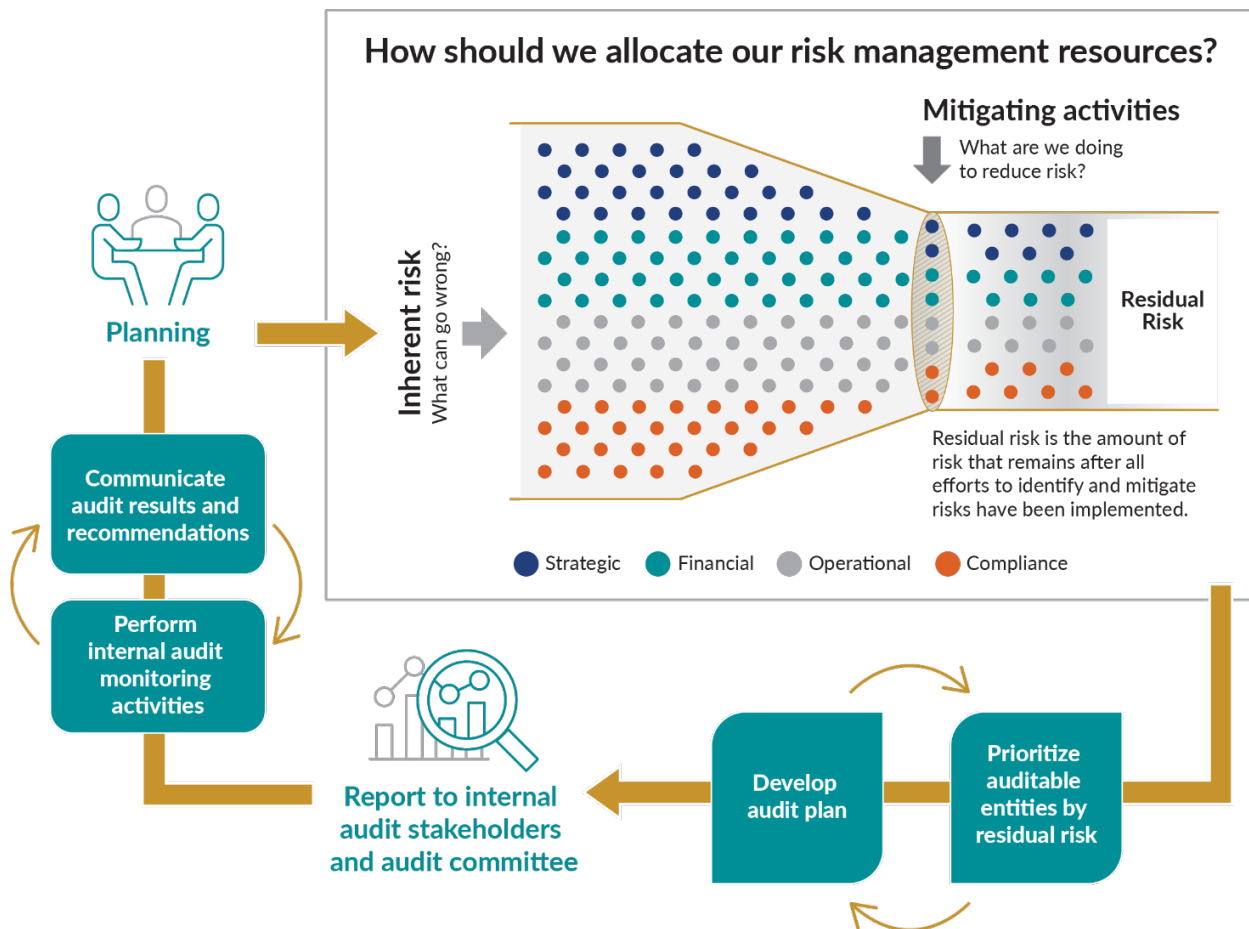 How should we allocate our risk management resources?
Mitigating activities
What are we doing
to reduce risk?
Inherent risk
What can go wrong?
Residual
Risk
Residual risk is the amount of
risk that remains after all
efforts to identify and mitigate
risks have been implemented.
Strategic
Financial
Operational
Compliance
Planning
Communicate
audit results and
recommendations
Perform
internal audit
monitoring
activities
Report to internal
audit stakeholders
and audit committee
Develop
audit plan
Prioritize
auditable
entities by
residual risk